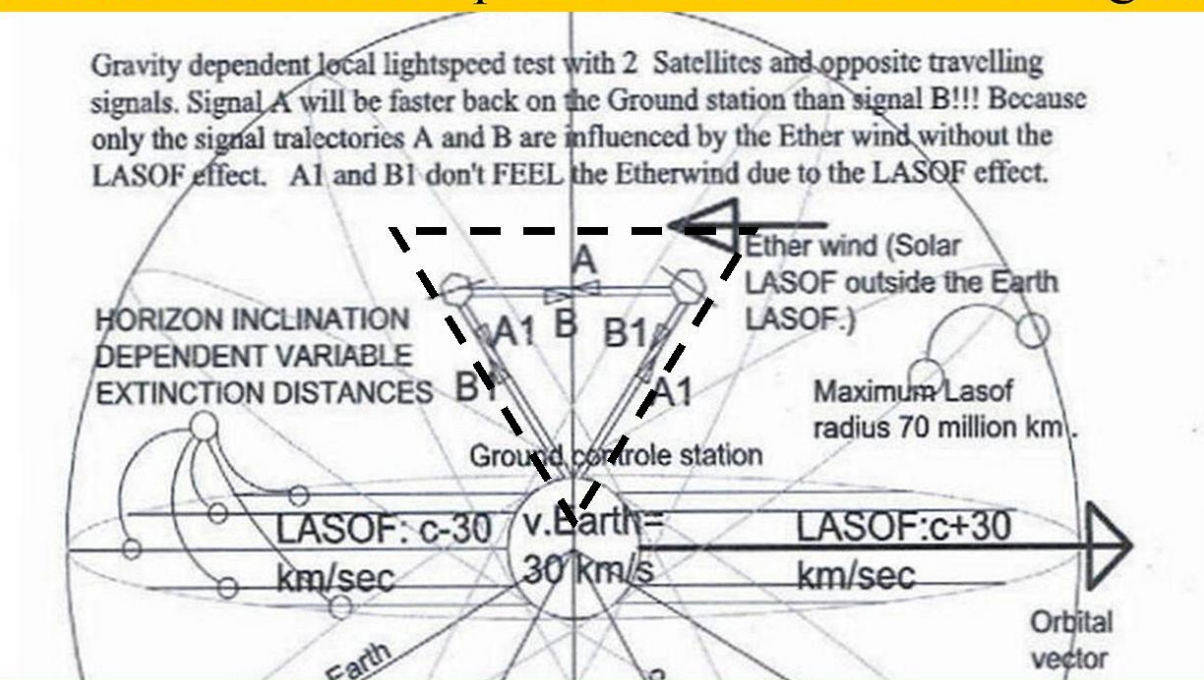 Gravity dependent local lightspeed test with 2 Satellites and opposite travelling
signals. Signal A will be faster back on the Ground station than signal B!!! Because
only the signal tralectories A and B are influenced by the Ether wind without the
LASOF effect. A1 and B1 don't FEEL the Etherwind due to the LASOF effect.
Ether wind (Solar
LASOF outside the Earth
LASOF.)
A
HORIZON INCLINATION
DEPENDENT VARIABLE
EXTINCTION DISTANCES
A1 B B1
B1 A1
Maximum Lasof
radius 70 million km.
Ground controle station
LASOF: c-30
km/sec
v.Earth=
30 km/s
LASOF:c+30
km/sec
Orbital
vector
Earth